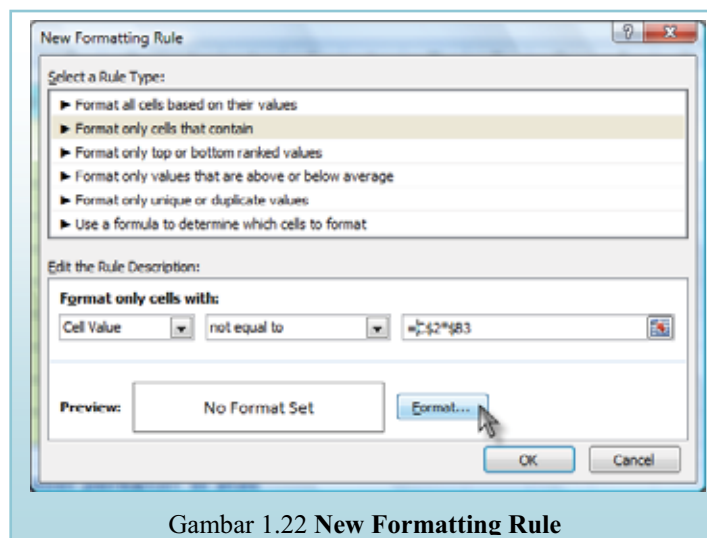 New Formatting Rule
Select a Rule Type:
► Format all cells based on their values
► Format only cells that contain
► Format only top or bottom ranked values
► Format only values that are above or below average
► Format only unique or duplicate values
► Use a formula to determine which cells to format
Edit the Rule Description:
Format only cells with:
Cell Value not equal to =C$2*$B3
Preview: No Format Set Format...
OK Cancel
Gambar 1.22 New Formatting Rule